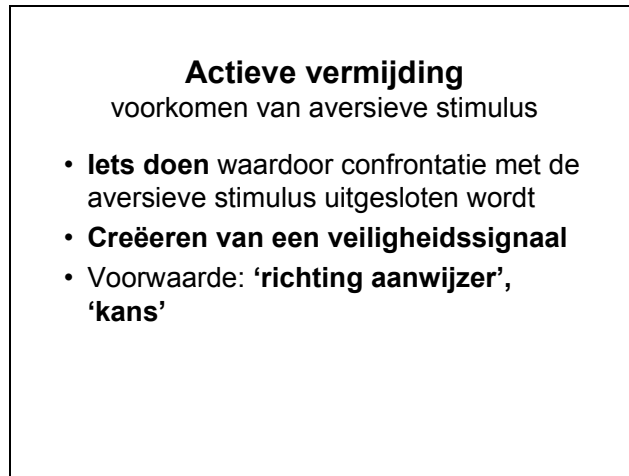 Actieve vermijding
voorkomen van aversieve stimulus
• Iets doen waardoor confrontatie met de
aversieve stimulus uitgesloten wordt
• Creëeren van een veiligheidssignaal
• Voorwaarde: ‘richting aanwijzer’,
‘kans’